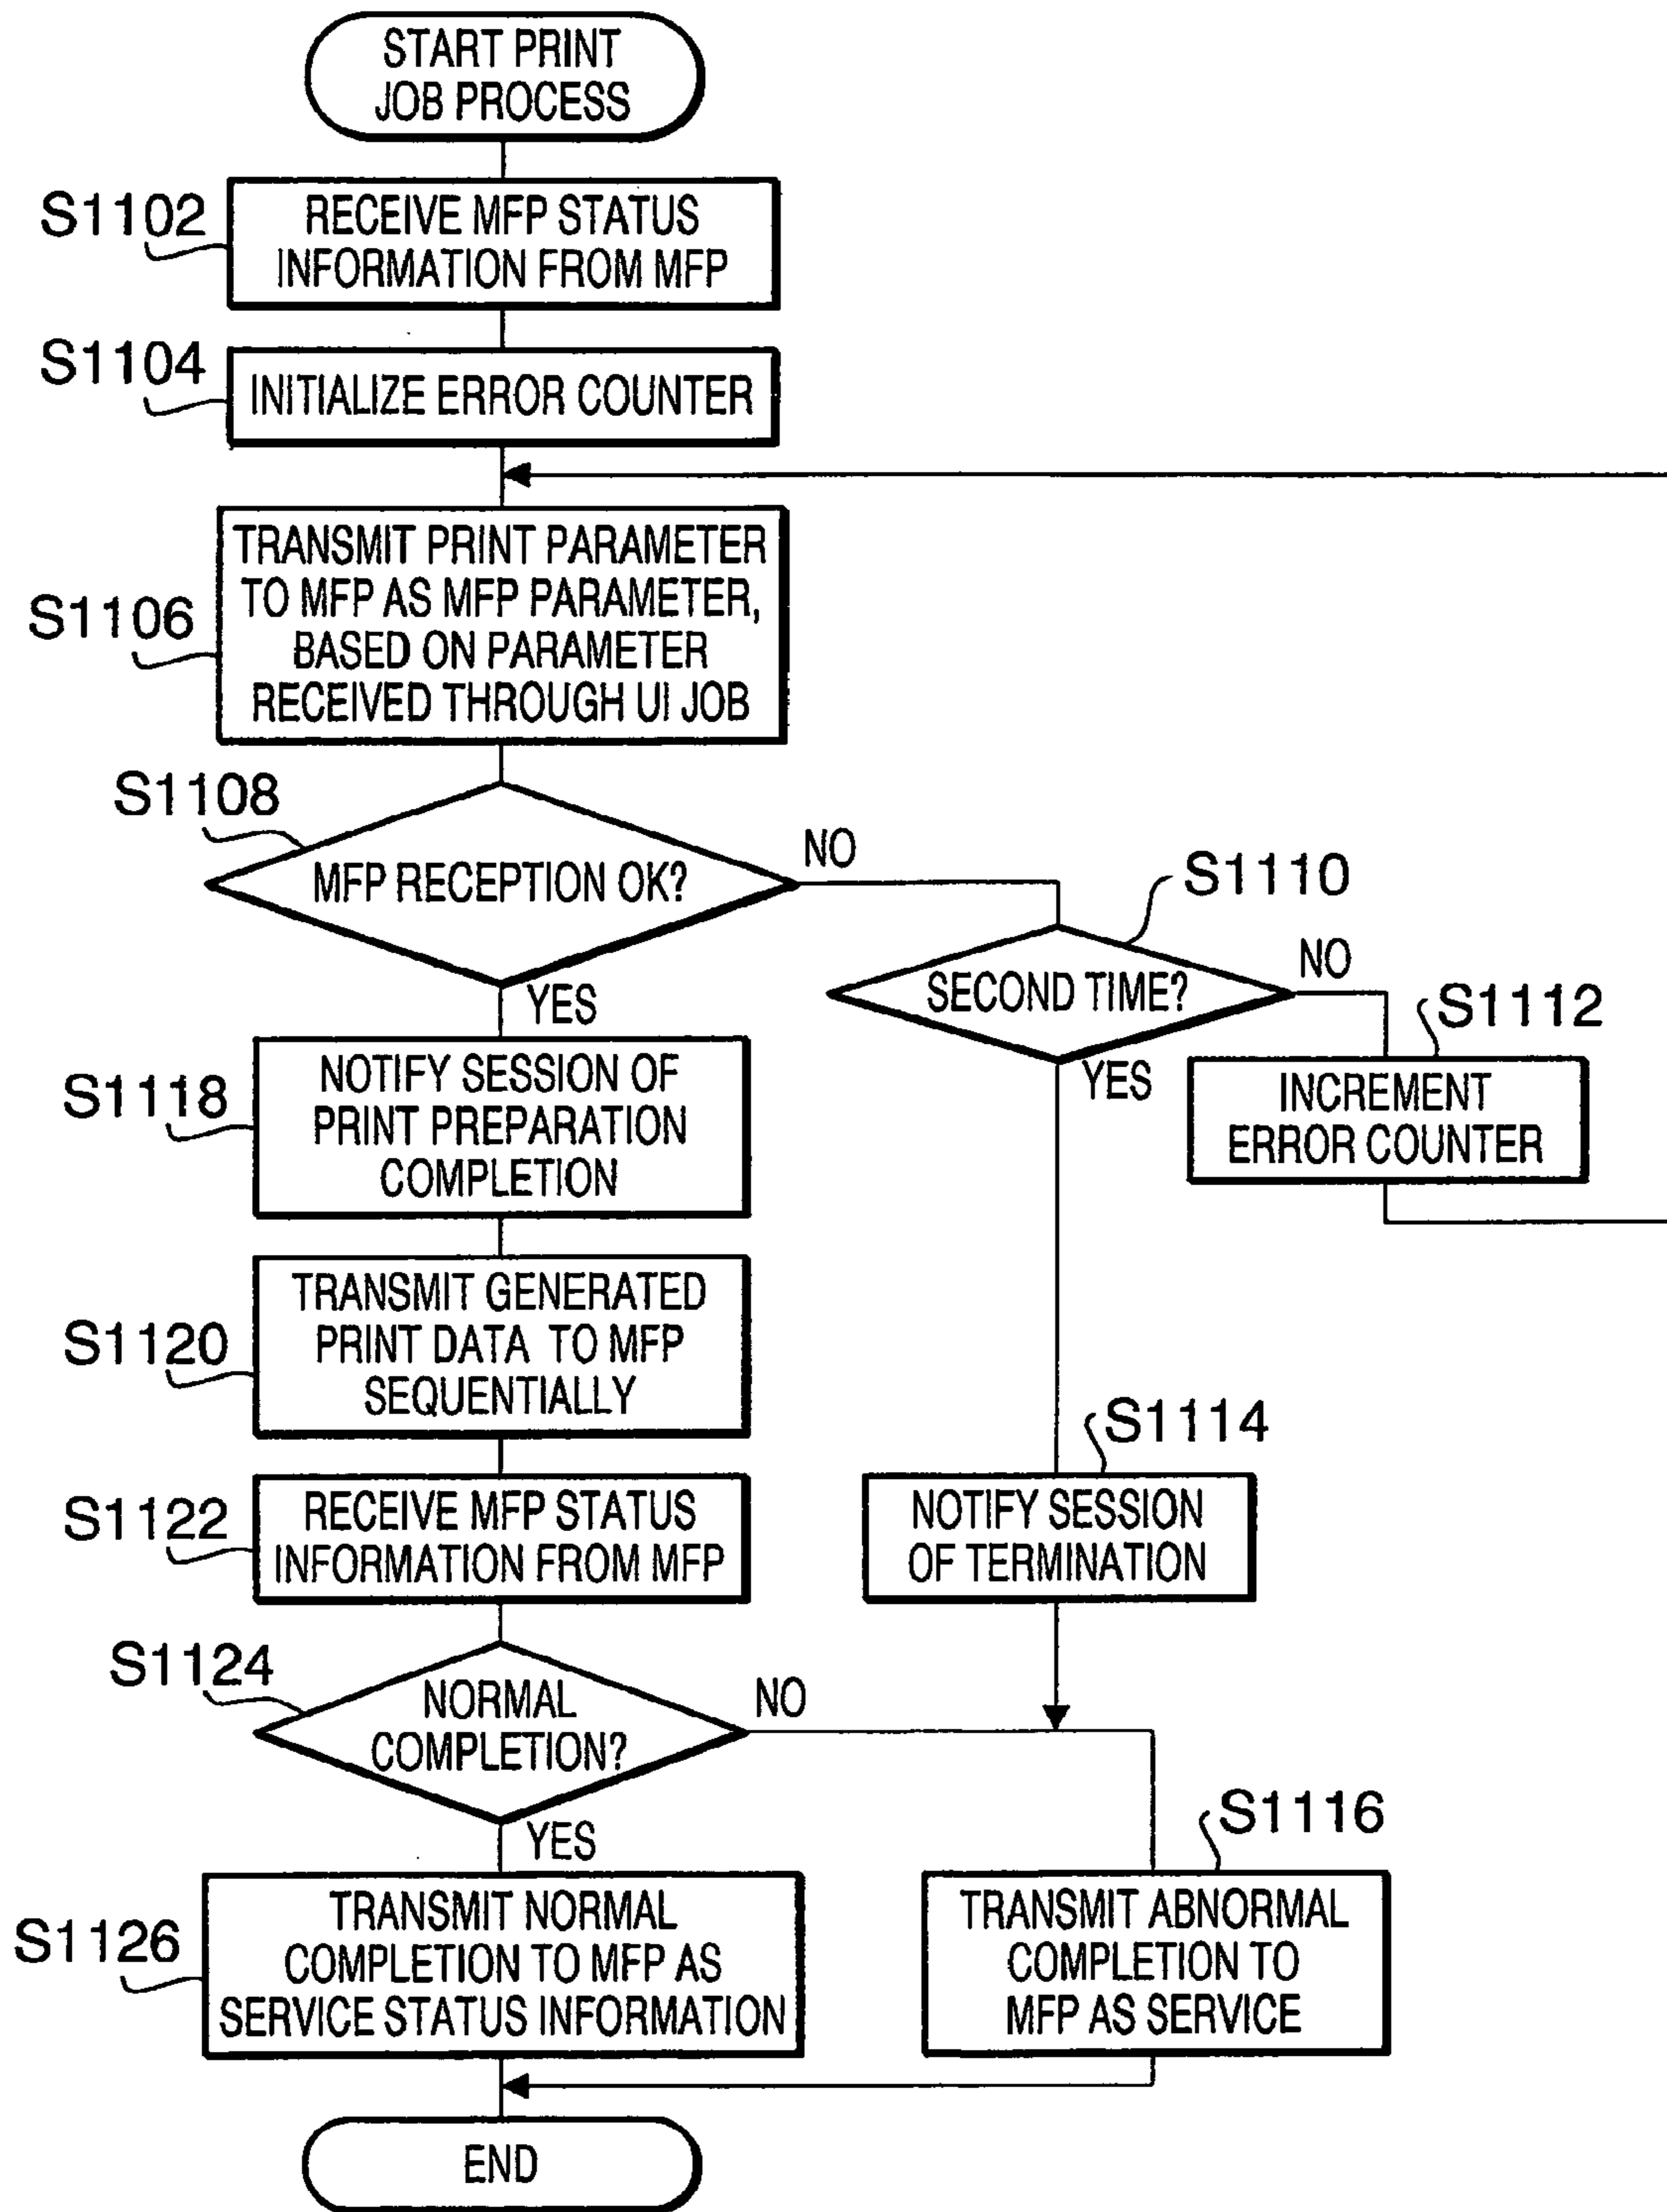 START PRINT
JOB PROCESS
S1102
RECEIVE MFP STATUS
INFORMATION FROM MFP
S1104
INITIALIZE ERROR COUNTER
S1106
TRANSMIT PRINT PARAMETER
TO MFP AS MFP PARAMETER,
BASED ON PARAMETER
RECEIVED THROUGH UI JOB
S1108
MFP RECEPTION OK?
NO
YES
S1110
SECOND TIME?
NO
YES
S1112
INCREMENT
ERROR COUNTER
S1118
NOTIFY SESSION OF
PRINT PREPARATION
COMPLETION
S1120
TRANSMIT GENERATED
PRINT DATA TO MFP
SEQUENTIALLY
S1114
NOTIFY SESSION
OF TERMINATION
S1122
RECEIVE MFP STATUS
INFORMATION FROM MFP
S1124
NORMAL
COMPLETION?
NO
YES
S1116
TRANSMIT ABNORMAL
COMPLETION TO
MFP AS SERVICE
S1126
TRANSMIT NORMAL
COMPLETION TO MFP AS
SERVICE STATUS INFORMATION
END